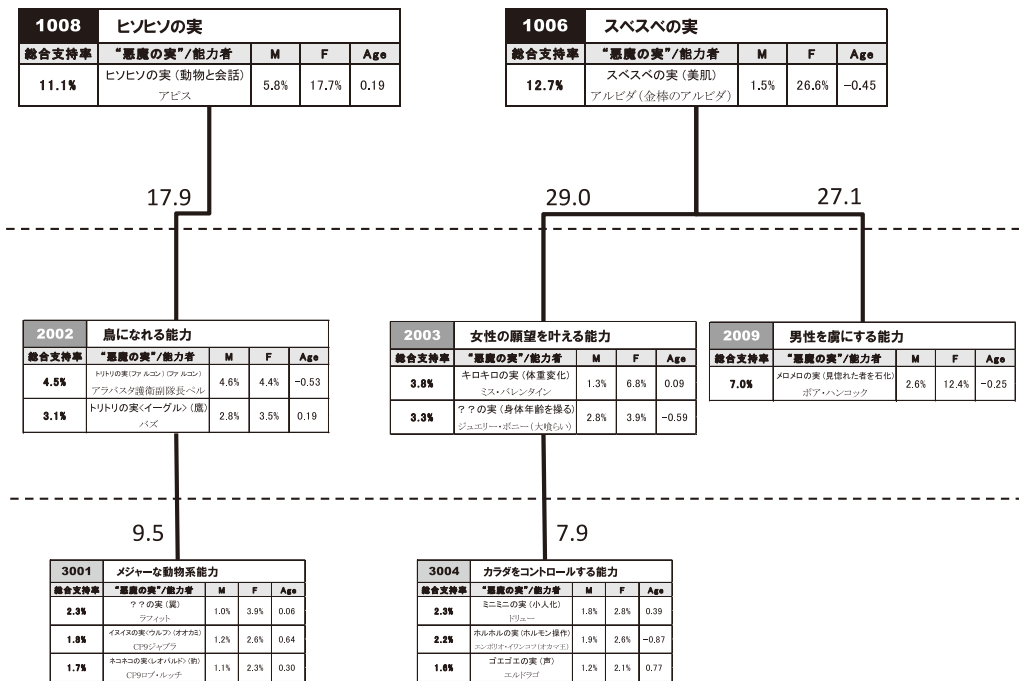 1008 ヒソヒソの実
総合支持率 “悪魔の実”/能力者 M F Age
11.1% ヒソヒソの実(動物と会話) 5.8% 17.7% 0.19
アピス
1006 スベスベの実
総合支持率 “悪魔の実”/能力者 M F Age
12.7% スベスベの実(美肌) 1.5% 26.6% −0.45
アルビダ(金棒のアルビダ)
17.9
29.0
27.1
2002 鳥になれる能力
総合支持率 “悪魔の実”/能力者 M F Age
4.5% トリトリの実(ファルコン)(ファルコン) 4.6% 4.4% −0.53
アラバスタ護衛副隊長ペル
3.1% トリトリの実<イーグル>(鷹) 2.8% 3.5% 0.19
バズ
2003 女性の願望を叶える能力
総合支持率 “悪魔の実”/能力者 M F Age
3.8% キロキロの実(体重変化) 1.3% 6.8% 0.09
ミス・バレンタイン
3.3% ??の実(身体年齢を操る) 2.8% 3.9% −0.59
ジュエリー・ボニー(大喰らい)
2009 男性を虜にする能力
総合支持率 “悪魔の実”/能力者 M F Age
7.0% メロメロの実(見惚れた者を石化) 2.6% 12.4% −0.25
ボア・ハンコック
9.5
7.9
3001 メジャーな動物系能力
総合支持率 “悪魔の実”/能力者 M F Age
2.3% ??の実(翼) 1.0% 3.9% 0.06
ラフィット
1.8% イヌイヌの実<ウルフ>(オオカミ) 1.2% 2.6% 0.64
CP9ジャブラ
1.7% ネコネコの実<レオパルド>(豹) 1.1% 2.3% 0.30
CP9ロブ・ルッチ
3004 カラダをコントロールする能力
総合支持率 “悪魔の実”/能力者 M F Age
2.3% ミニミニの実(小人化) 1.8% 2.8% 0.39
ドリュー
2.2% ホルホルの実(ホルモン操作) 1.9% 2.6% −0.87
エンポリオ・イワンコフ(オカマ王)
1.6% ゴエゴエの実(声) 1.2% 2.1% 0.77
エルドラゴ